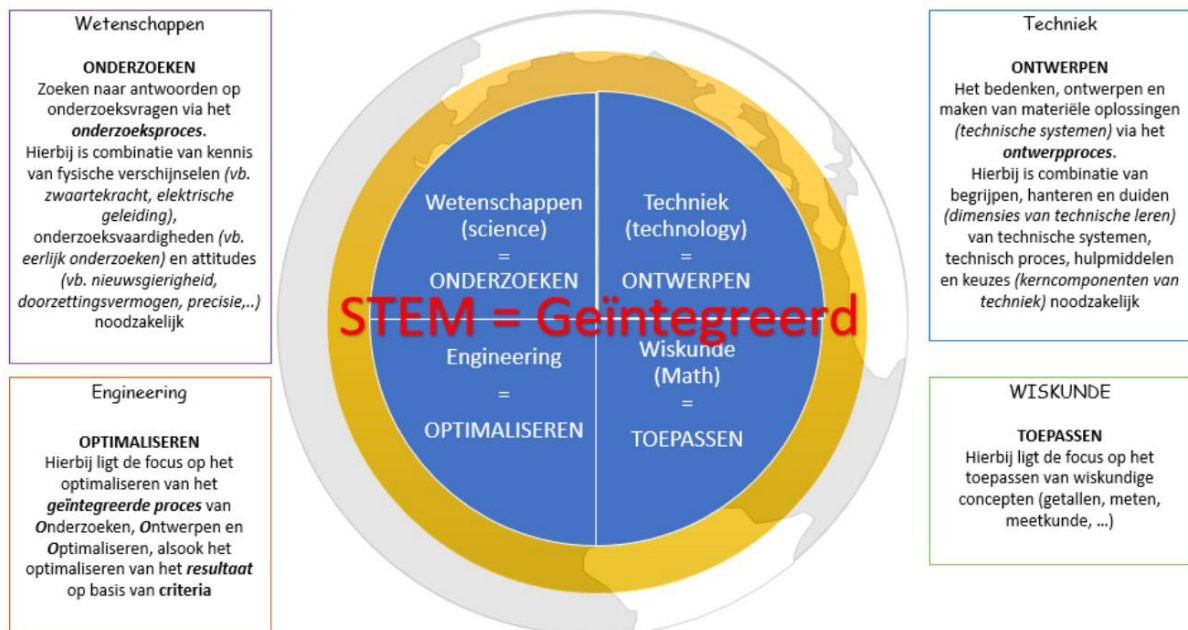 Wetenschappen
ONDERZOEKEN
Zoeken naar antwoorden op
onderzoeksvragen via het
onderzoeksproces.
Hierbij is combinatie van kennis
van fysische verschijnselen (vb.
zwaartekracht, elektrische
geleiding),
onderzoeksvaardigheden (vb.
eerlijk onderzoeken) en attitudes
(vb. nieuwsgierigheid,
doorzettingsvermogen, precisie,..)
noodzakelijk
Engineering
OPTIMALISEREN
Hierbij ligt de focus op het
optimaliseren van het
geïntegreerde proces van
Onderzoeken, Ontwerpen en
Optimaliseren, alsook het
optimaliseren van het resultaat
op basis van criteria
Wetenschappen
(science)
=
ONDERZOEKEN
Techniek
(technology)
=
ONTWERPEN
STEM = Geïntegreerd
Engineering
=
OPTIMALISEREN
Wiskunde
(Math)
=
TOEPASSEN
Techniek
ONTWERPEN
Het bedenken, ontwerpen en
maken van materiële oplossingen
(technische systemen) via het
ontwerpproces.
Hierbij is combinatie van
begrijpen, hanteren en duiden
(dimensies van technische leren)
van technische systemen,
technisch proces, hulpmiddelen
en keuzes (kerncomponenten van
techniek) noodzakelijk
WISKUNDE
TOEPASSEN
Hierbij ligt de focus op het
toepassen van wiskundige
concepten (getallen, meten,
meetkunde, ...)